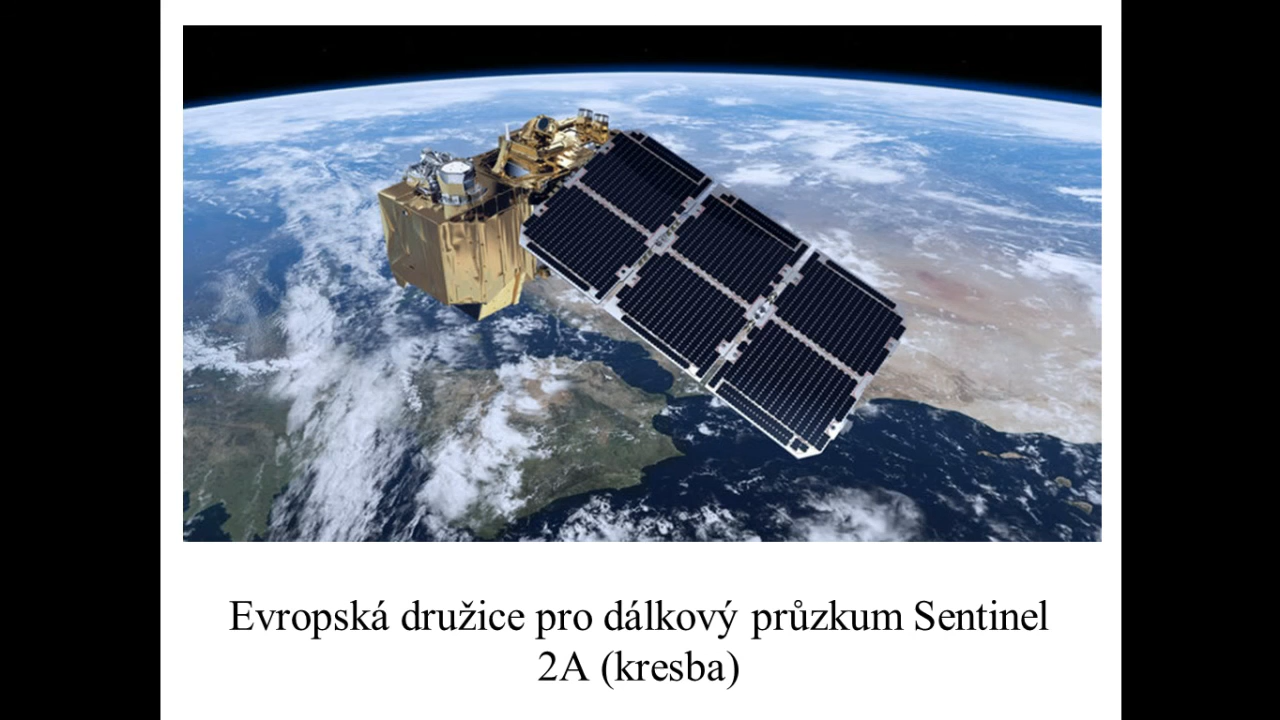 Evropská družice pro dálkový průzkum Sentinel
2A (kresba)